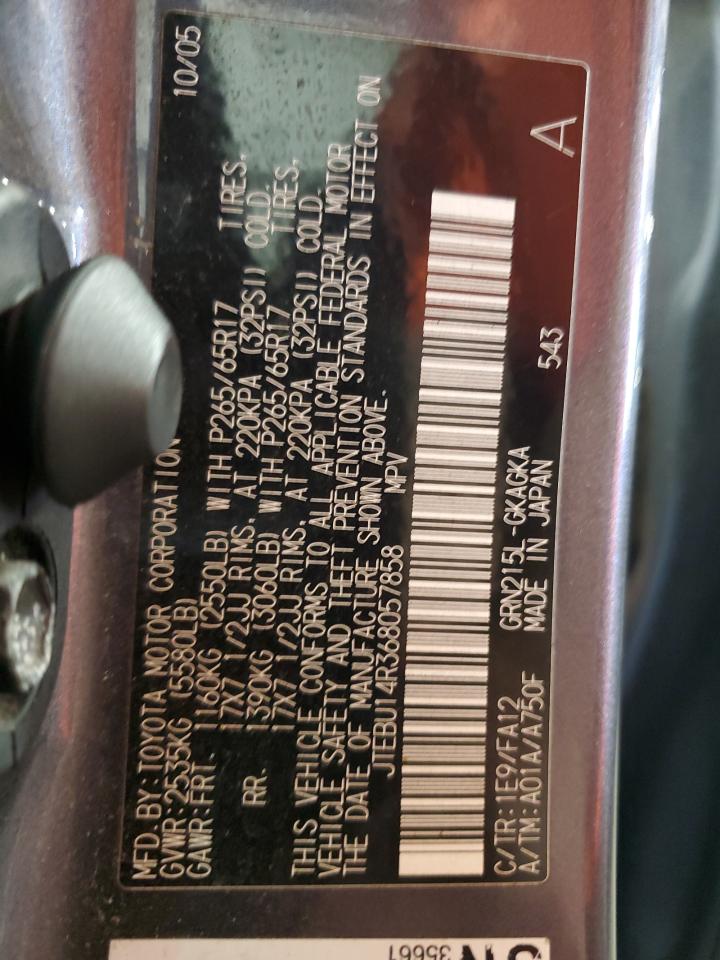 MFD. BY: TOYOTA MOTOR CORPORATION 10/05
GVWR: 2535KG (5580LB)
GAWR: FRT. 1160KG (2550LB) WITH P265/65R17 TIRES,
17X7 1/2JJ RIMS, AT 220KPA (32PSI) COLD.
RR. 1390KG (3060LB) WITH P265/65R17 TIRES,
17X7 1/2JJ RIMS, AT 220KPA (32PSI) COLD.
THIS VEHICLE CONFORMS TO ALL APPLICABLE FEDERAL MOTOR
VEHICLE SAFETY AND THEFT PREVENTION STANDARDS IN EFFECT ON
THE DATE OF MANUFACTURE SHOWN ABOVE.
JTEBU14R368057858 MPV
C/TR: 1E9/FA12 GRN215L-GKAGKA
A/TM: A01A/A750F MADE IN JAPAN 543 A
35661